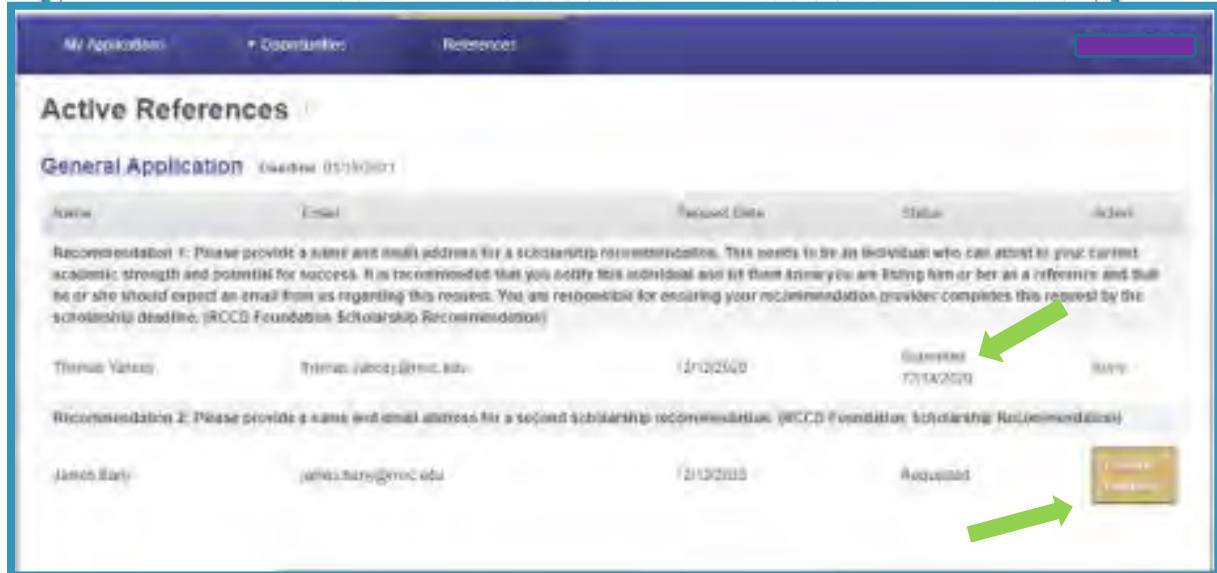 My Applications Opportunities References
Active References
General Application Deadline
Name Email Request Date Status Action
Recommendation 1: Please provide a name and email address for a scholarship recommendation. This needs to be an individual who can attest to your current
academic strength and potential for success. It is recommended that you notify this individual and let them know you are listing him or her as a reference and that
he or she should expect an email from us regarding this request. You are responsible for ensuring your recommendation provider completes this request by the
scholarship deadline. (RCCD Foundation Scholarship Recommendation)
Thomas
Submitted
Recommendation 2: Please provide a name and email address for a second scholarship recommendation. (RCCD Foundation Scholarship Recommendation)
James Requested